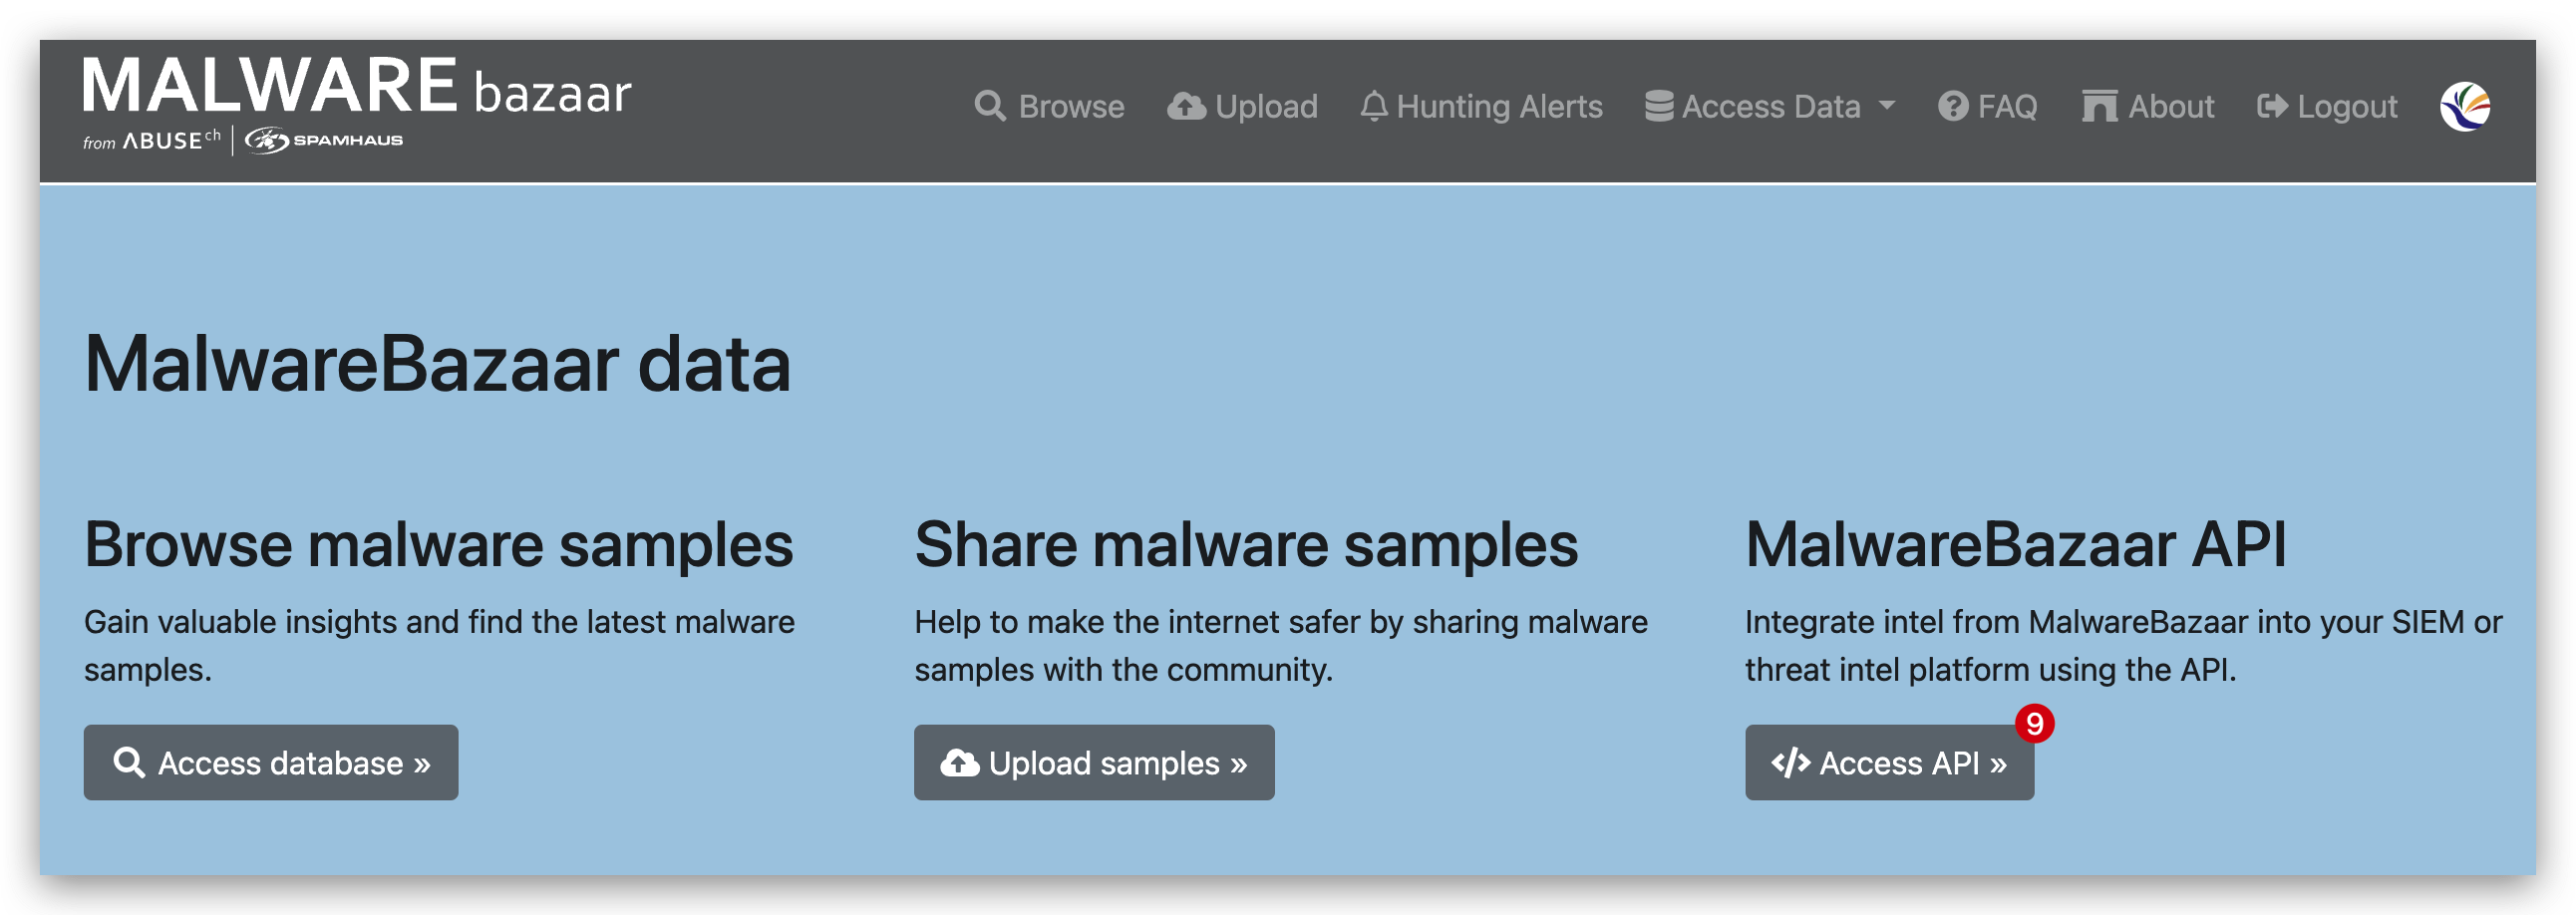 MALWARE bazaar
from ABUSE ch | SPAMHAUS
Browse
Upload
Hunting Alerts
Access Data
FAQ
About
Logout
MalwareBazaar data
Browse malware samples
Gain valuable insights and find the latest malware
samples.
Access database »
Share malware samples
Help to make the internet safer by sharing malware
samples with the community.
Upload samples »
MalwareBazaar API
Integrate intel from MalwareBazaar into your SIEM or
threat intel platform using the API.
9
</> Access API »